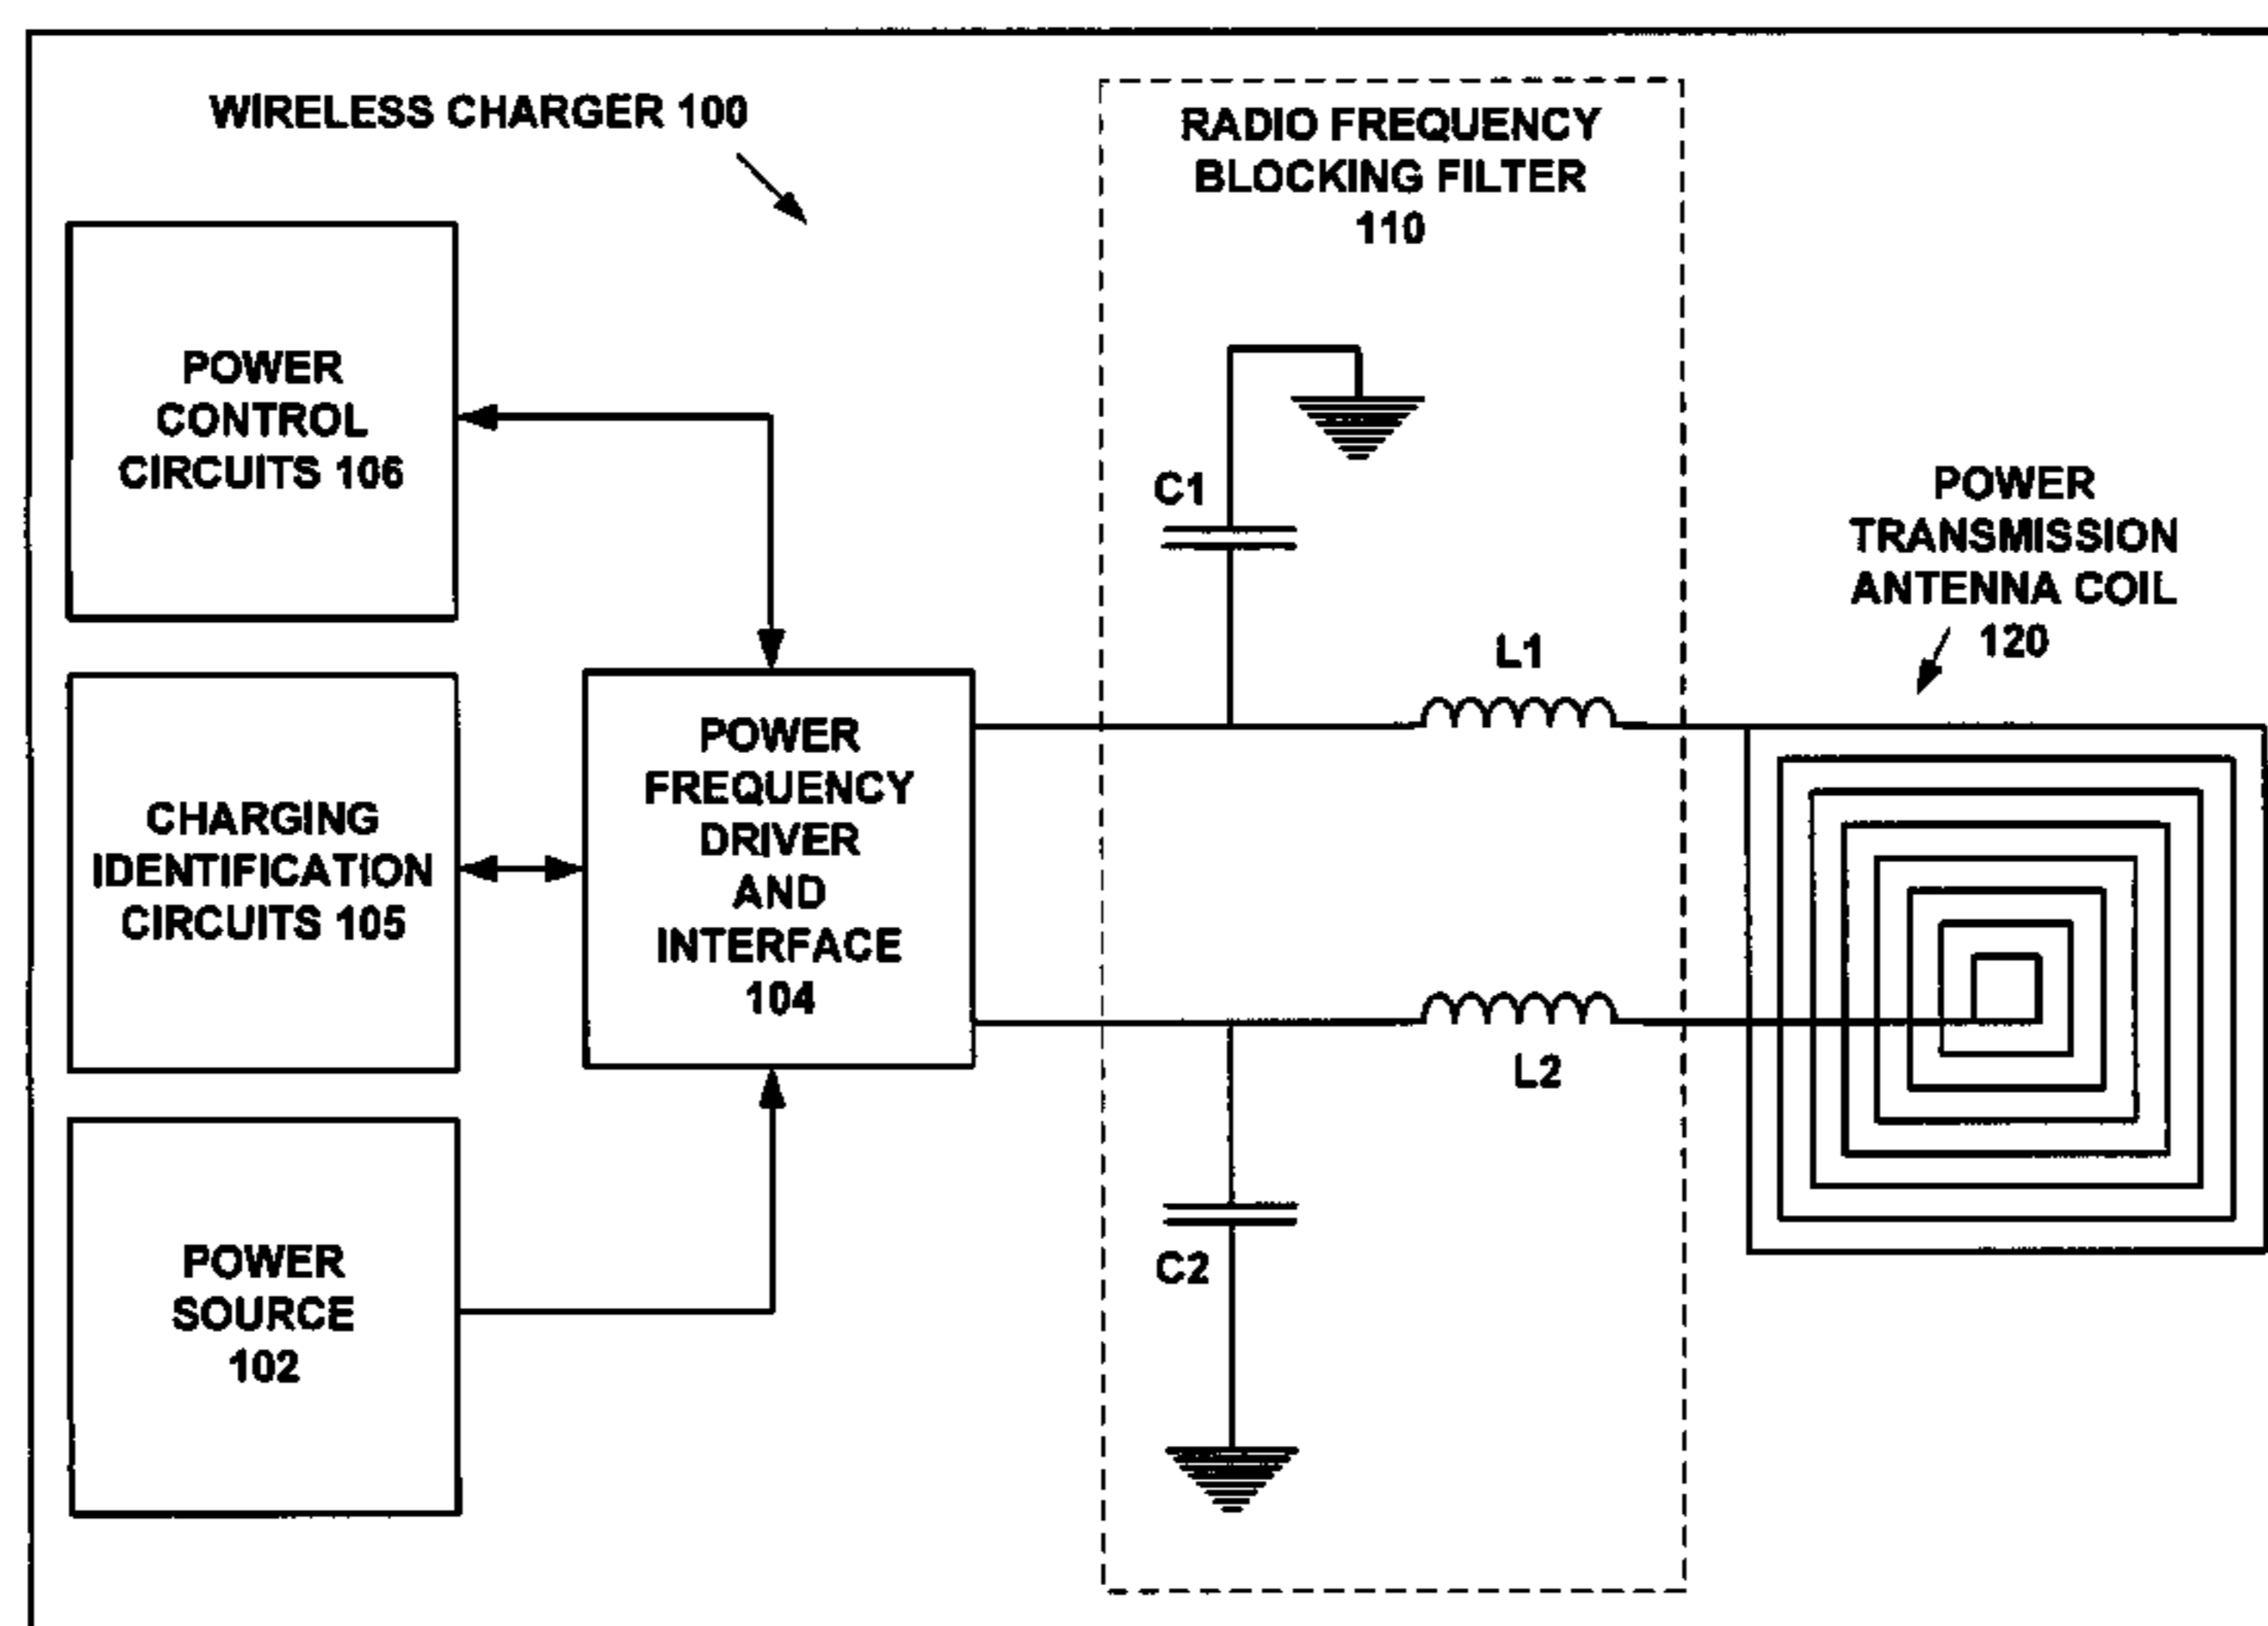 WIRELESS CHARGER 100
RADIO FREQUENCY
BLOCKING FILTER
110
POWER
CONTROL
CIRCUITS 106
C1
POWER
TRANSMISSION
ANTENNA COIL
120
L1
POWER
FREQUENCY
DRIVER
AND
INTERFACE
104
CHARGING
IDENTIFICATION
CIRCUITS 105
L2
C2
POWER
SOURCE
102